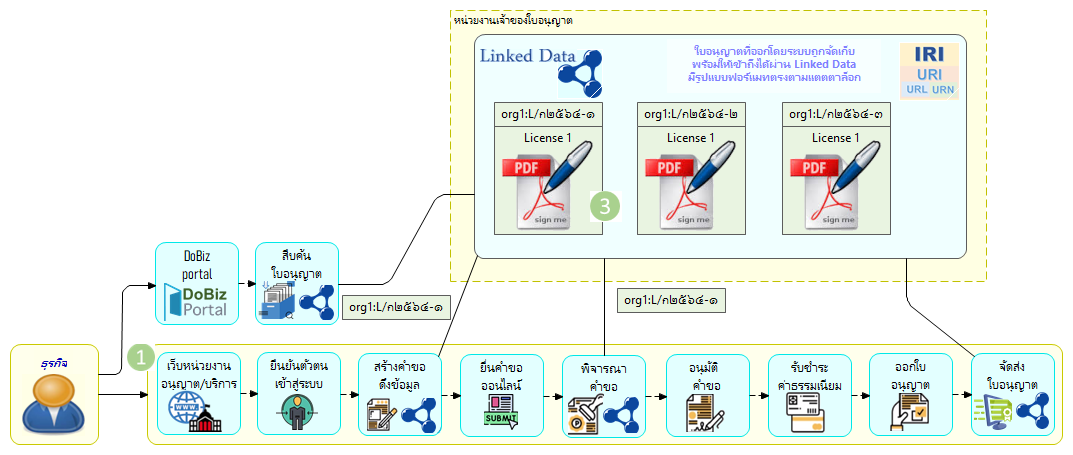 หน่วยงานเจ้าของใบอนุญาต
Linked Data
ใบอนุญาตที่ออกโดยระบบถูกจัดเก็บ
พร้อมให้เข้าถึงได้ผ่าน Linked Data
มีรูปแบบฟอร์แมทตรงตามแตตตาล็อก
IRI
URI
URL URN
org1:L/ก๒๕๖๔-๑
License 1
PDF
sign me
org1:L/ก๒๕๖๔-๒
License 1
PDF
sign me
org1:L/ก๒๕๖๔-๓
License 1
PDF
sign me
3
DoBiz
portal
DoBiz
Portal
สืบค้น
ใบอนุญาต
org1:L/ก๒๕๖๔-๑
org1:L/ก๒๕๖๔-๑
1
ธุรกิจ
เว็บหน่วยงาน
อนุญาต/บริการ
WWW
ยืนยันตัวตน
เข้าสู่ระบบ
สร้างคำขอ
ดึงข้อมูล
ยื่นคำขอ
ออนไลน์
SUBMIT
พิจารณา
คำขอ
อนุมัติ
คำขอ
รับชำระ
ค่าธรรมเนียม
ออกใบ
อนุญาต
จัดส่ง
ใบอนุญาต